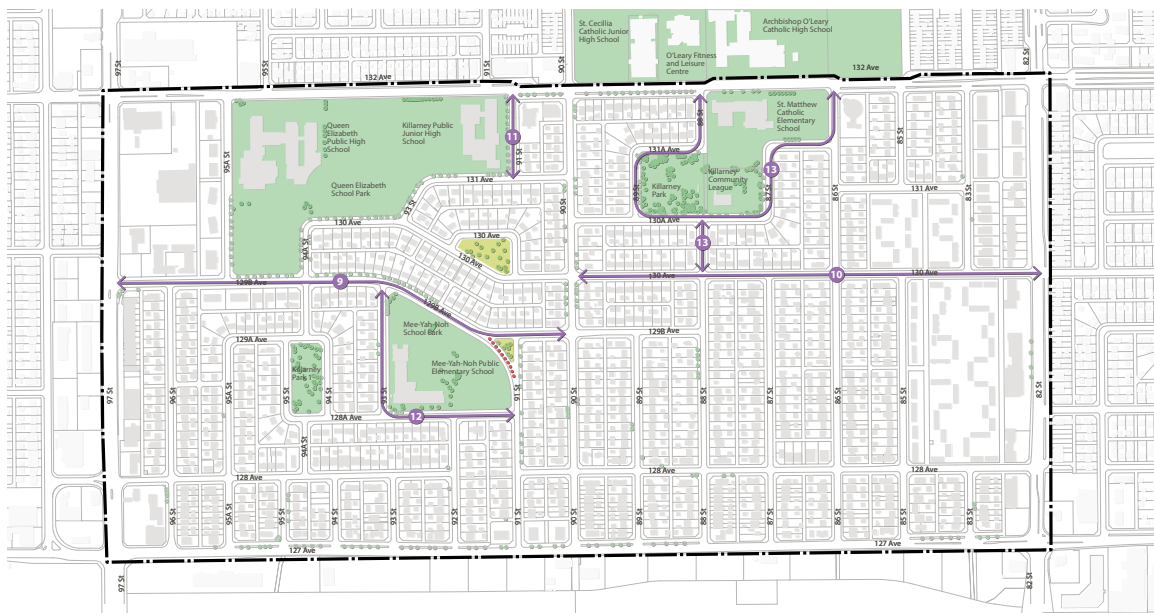 St. Cecillia
Catholic Junior
High School
Archbishop O'Leary
Catholic High School
O'Leary Fitness
and Leisure
Centre
97 St
95 St
91 St
90 St
82 St
132 Ave
132 Ave
Queen
Elizabeth
Public High
School
Killarney Public
Junior High
School
St. Matthew
Catholic
Elementary
School
88 St
85 St
11
91 St
95A St
131A Ave
13
Killarney
Community
League
Killarney
Park
Queen Elizabeth
School Park
131 Ave
131 Ave
93 St
90 St
89 St
87 St
86 St
83 St
130 Ave
130A Ave
130 Ave
130 Ave
94A St
13
129B Ave
9
130 Ave
10
130 Ave
129B Ave
Mee-Yah-Noh
School Park
129B Ave
129A Ave
Mee-Yah-Noh Public
Elementary School
Killarney
Park 1
97 St
96 St
95A St
95 St
94 St
93 St
91 St
90 St
89 St
88 St
87 St
86 St
85 St
82 St
128A Ave
12
94A St
128 Ave
128 Ave
128 Ave
96 St
95A St
95 St
94 St
93 St
92 St
91 St
90 St
89 St
88 St
87 St
86 St
85 St
83 St
127 Ave
127 Ave
97 St
82 St